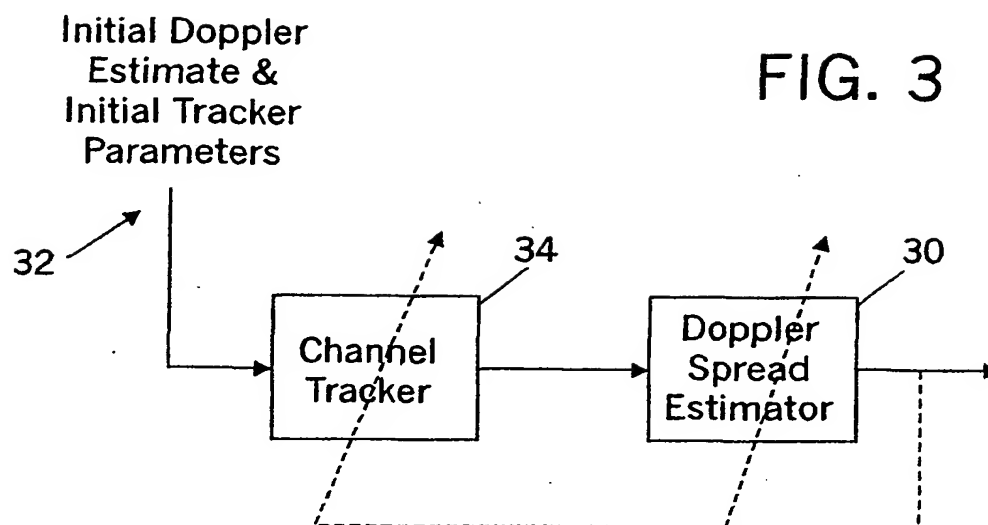 Initial Doppler
Estimate &
Initial Tracker
Parameters
FIG. 3
32
34
30
Channel
Tracker
Doppler
Spread
Estimator